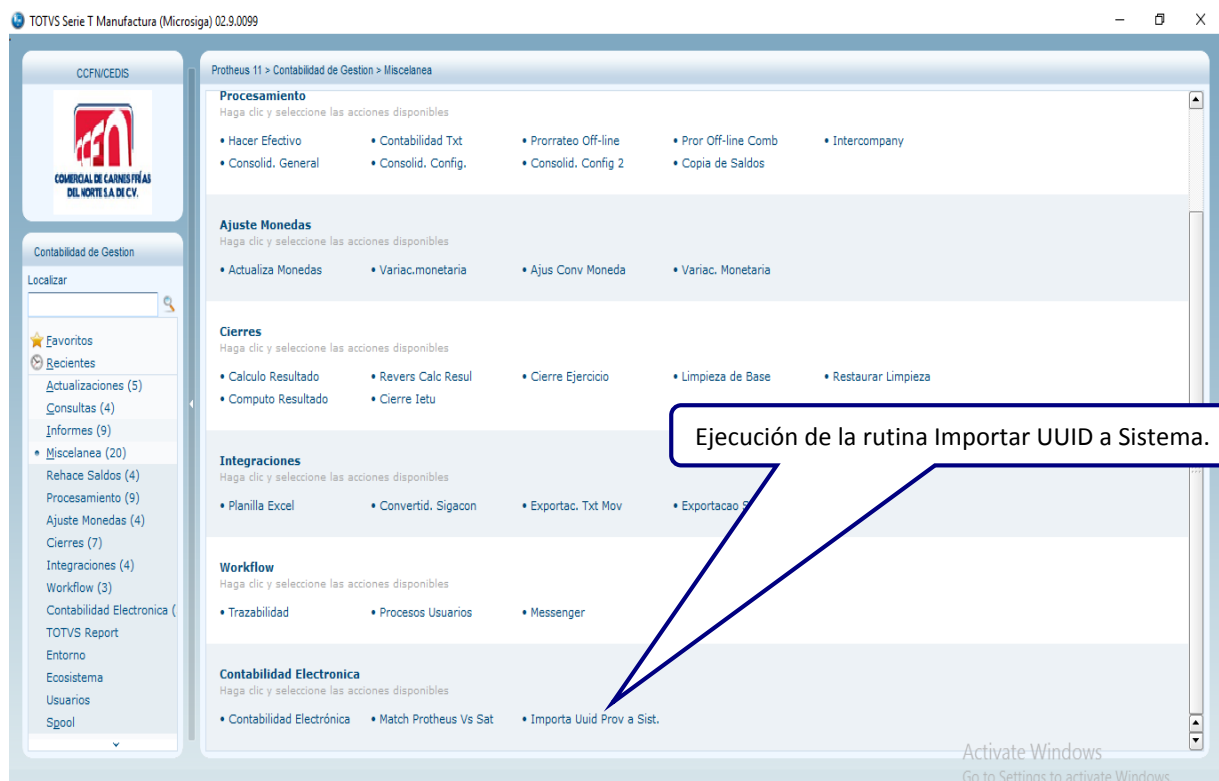 TOTVS Serie T Manufactura (Microsiga) 02.9.0099
CCFN/CEDIS
CCFN
COMERCIAL DE CARNES FRÍAS
DEL NORTE S.A. DE C.V.
Contabilidad de Gestion
Localizar
Favoritos
Recientes
Actualizaciones (5)
Consultas (4)
Informes (9)
• Miscelanea (20)
Rehace Saldos (4)
Procesamiento (9)
Ajuste Monedas (4)
Cierres (7)
Integraciones (4)
Workflow (3)
Contabilidad Electronica (
TOTVS Report
Entorno
Ecosistema
Usuarios
Spool
Protheus 11 > Contabilidad de Gestion > Miscelanea
Procesamiento
Haga clic y seleccione las acciones disponibles
• Hacer Efectivo • Contabilidad Txt • Prorrateo Off-line • Pror Off-line Comb • Intercompany
• Consolid. General • Consolid. Config. • Consolid. Config 2 • Copia de Saldos
Ajuste Monedas
Haga clic y seleccione las acciones disponibles
• Actualiza Monedas • Variac.monetaria • Ajus Conv Moneda • Variac. Monetaria
Cierres
Haga clic y seleccione las acciones disponibles
• Calculo Resultado • Revers Calc Resul • Cierre Ejercicio • Limpieza de Base • Restaurar Limpieza
• Computo Resultado • Cierre Ietu
Ejecución de la rutina Importar UUID a Sistema.
Integraciones
Haga clic y seleccione las acciones disponibles
• Planilla Excel • Convertid. Sigacon • Exportac. Txt Mov • Exportacao S
Workflow
Haga clic y seleccione las acciones disponibles
• Trazabilidad • Procesos Usuarios • Messenger
Contabilidad Electronica
Haga clic y seleccione las acciones disponibles
• Contabilidad Electrónica • Match Protheus Vs Sat • Importa Uuid Prov a Sist.
Activate Windows
Go to Settings to activate Windows.